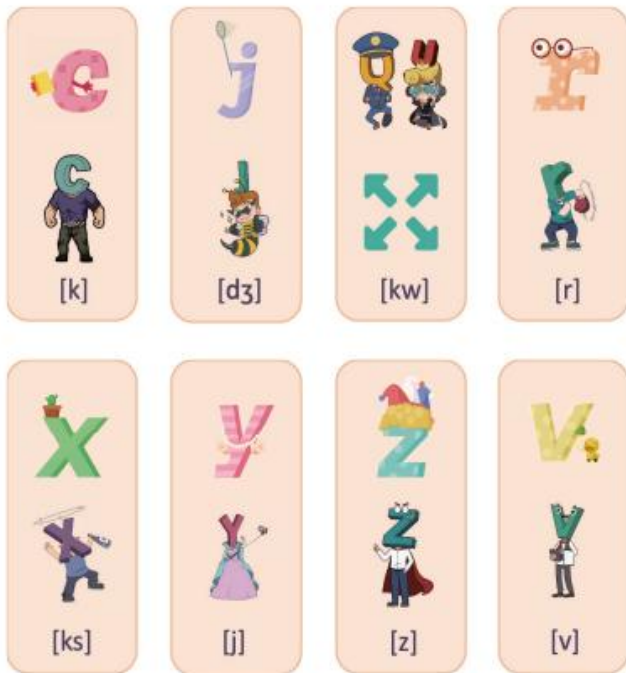 c j Q u r
C J r
[k] [dʒ] [kw] [r]
x y z v
X Y Z V
[ks] [j] [z] [v]